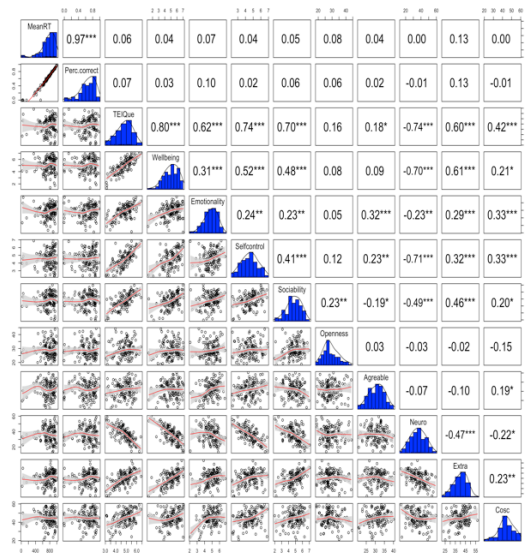 MeanRT 0.97*** 0.06 0.04 0.07 0.04 0.05 0.08 0.04 0.00 0.13 0.00
Perc.correct 0.07 0.03 0.10 0.02 0.06 0.06 0.02 -0.01 0.13 -0.01
TEIQue 0.80*** 0.62*** 0.74*** 0.70*** 0.16 0.18* -0.74*** 0.60*** 0.42***
Wellbeing 0.31*** 0.52*** 0.48*** 0.08 0.09 -0.70*** 0.61*** 0.21*
Emotionality 0.24** 0.23** 0.05 0.32*** -0.23** 0.29*** 0.33***
Selfcontrol 0.41*** 0.12 0.23** -0.71*** 0.32*** 0.33***
Sociability 0.23** -0.19* -0.49*** 0.46*** 0.20*
Openness 0.03 -0.03 -0.02 -0.15
Agreable -0.07 -0.10 0.19*
Neuro -0.47*** -0.22*
Extra 0.23**
Cosc